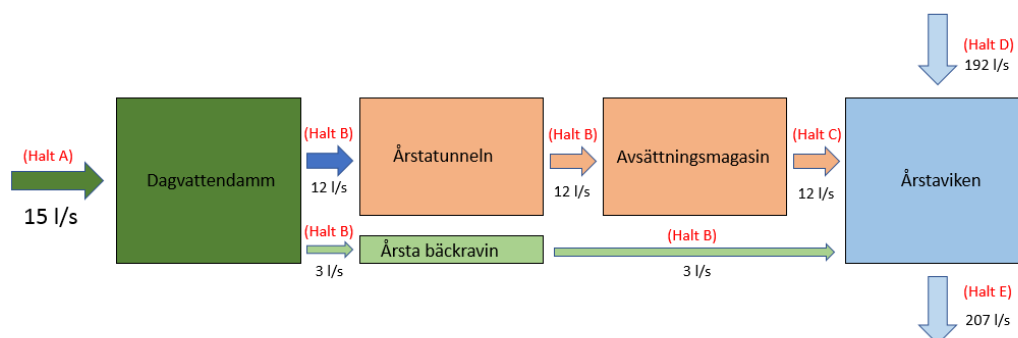 (Halt D)
192 l/s
(Halt A)
15 l/s
Dagvattendamm
(Halt B)
12 l/s
Årstatunneln
(Halt B)
12 l/s
Avsättningsmagasin
(Halt C)
12 l/s
Årstaviken
(Halt B)
3 l/s
Årsta bäckravin
(Halt B)
3 l/s
(Halt E)
207 l/s